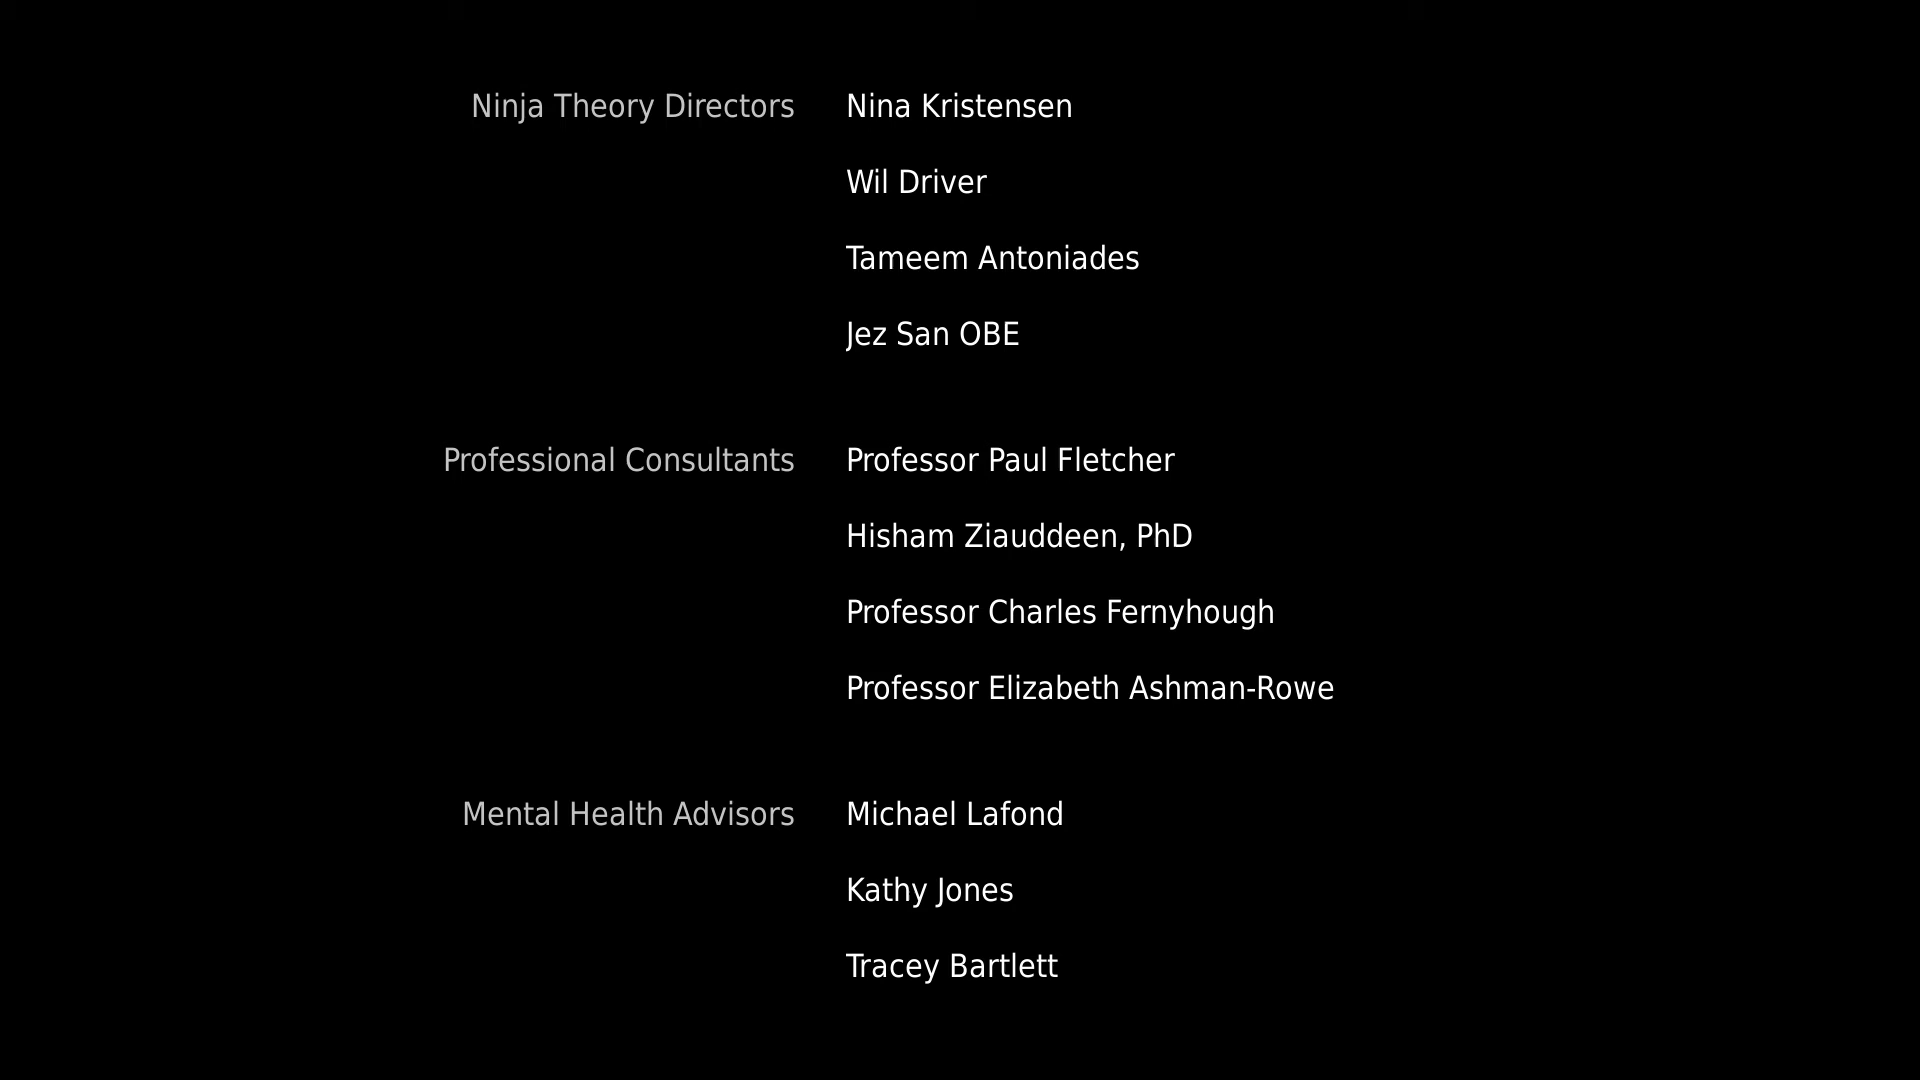 Ninja Theory Directors Nina Kristensen
Wil Driver
Tameem Antoniades
Jez San OBE
Professional Consultants Professor Paul Fletcher
Hisham Ziauddeen, PhD
Professor Charles Fernyhough
Professor Elizabeth Ashman-Rowe
Mental Health Advisors Michael Lafond
Kathy Jones
Tracey Bartlett